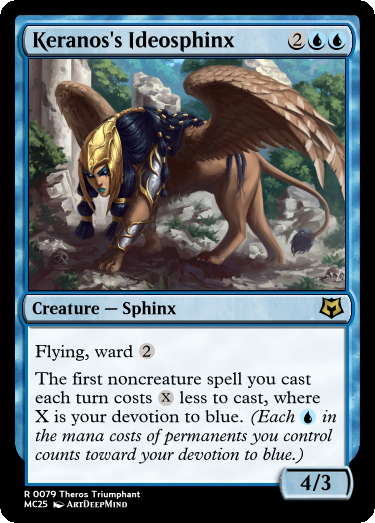 Keranos's Ideosphinx 2UU
Creature — Sphinx
Flying, ward 2
The first noncreature spell you cast
each turn costs X less to cast, where
X is your devotion to blue. (Each U in
the mana costs of permanents you control
counts toward your devotion to blue.)
4/3
R 0079 Theros Triumphant
MC25 ArtDeepMind